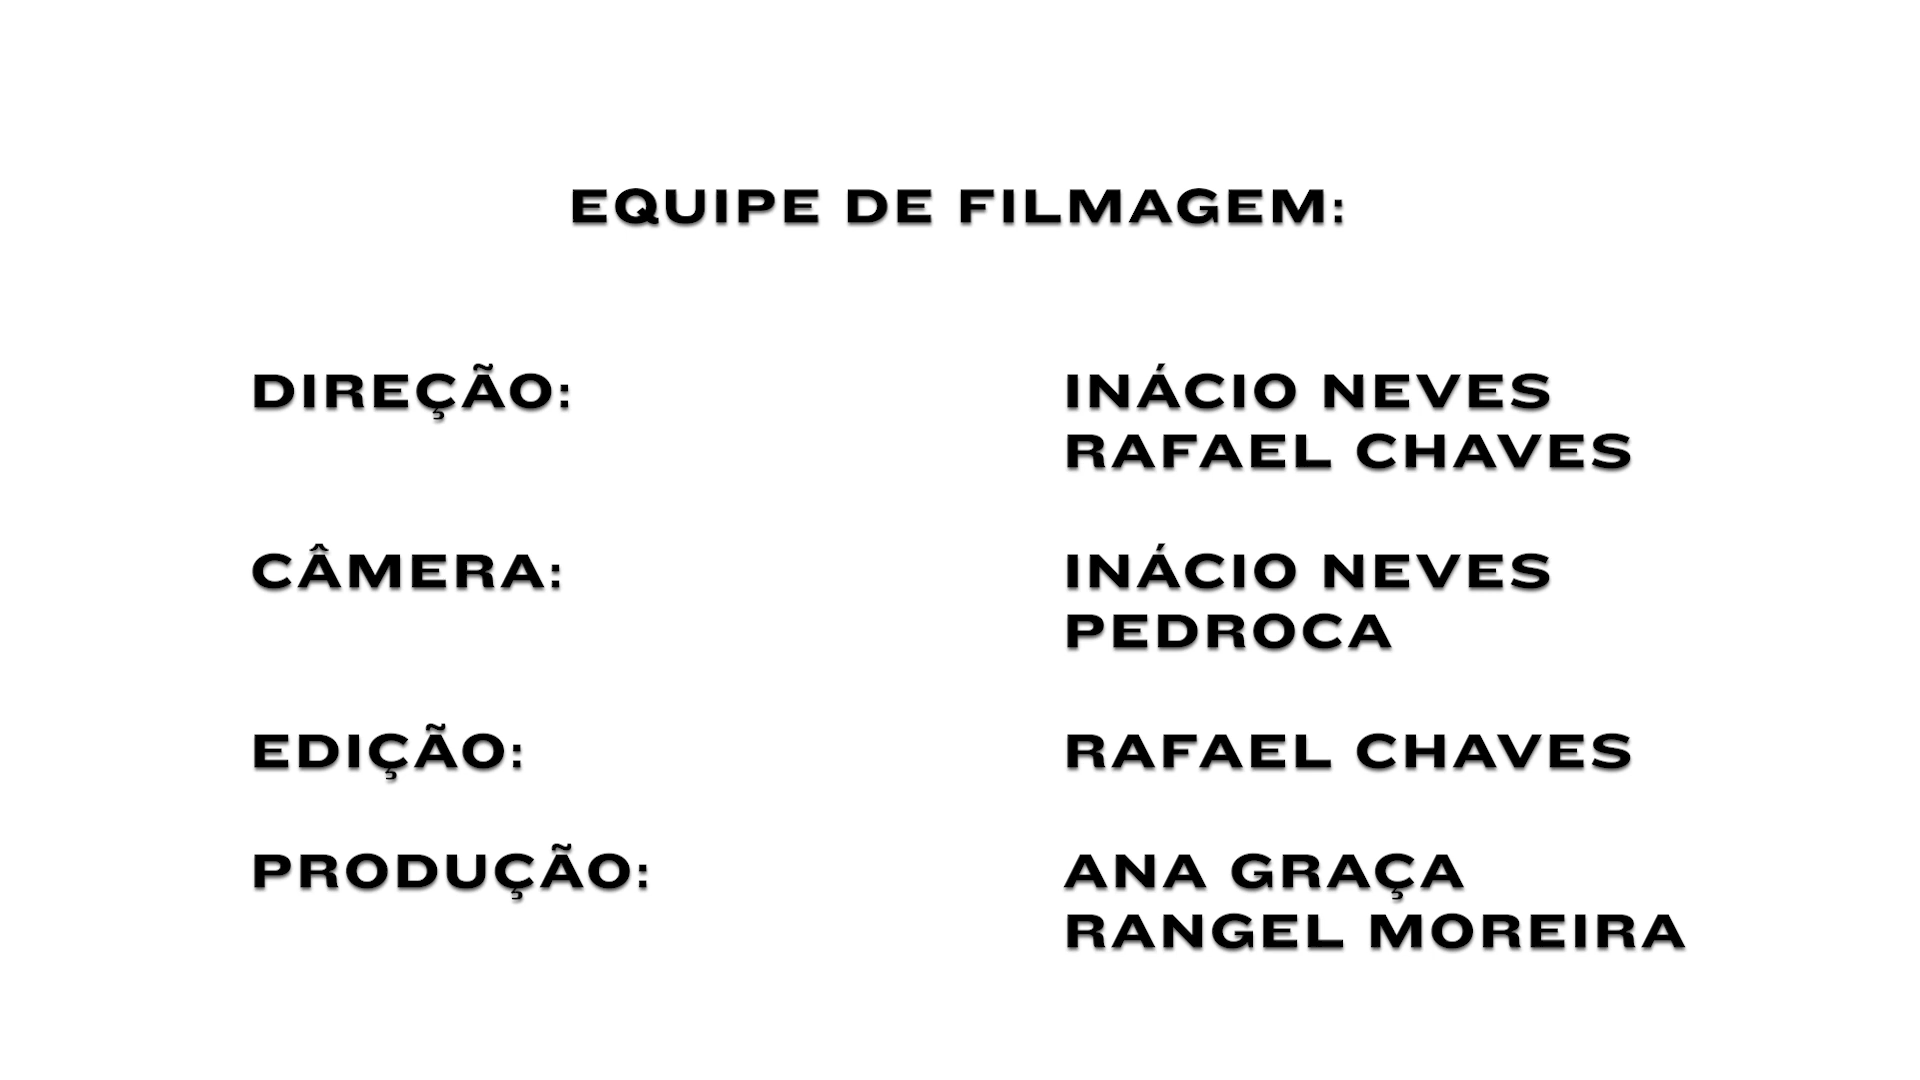 EQUIPE DE FILMAGEM:
DIREÇÃO: INÁCIO NEVES
RAFAEL CHAVES
CÂMERA: INÁCIO NEVES
PEDROCA
EDIÇÃO: RAFAEL CHAVES
PRODUÇÃO: ANA GRAÇA
RANGEL MOREIRA